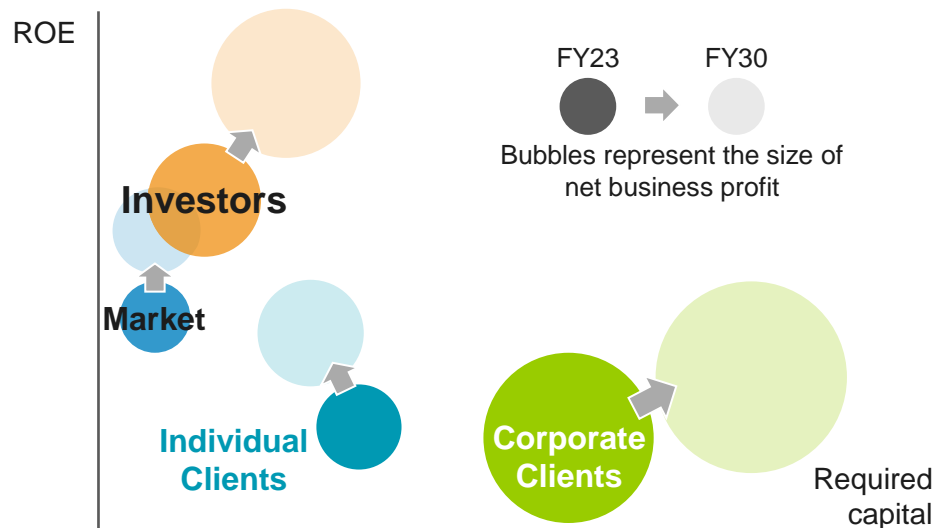 ROE
FY23
FY30
Bubbles represent the size of
net business profit
Investors
Market
Individual
Clients
Corporate
Clients
Required
capital